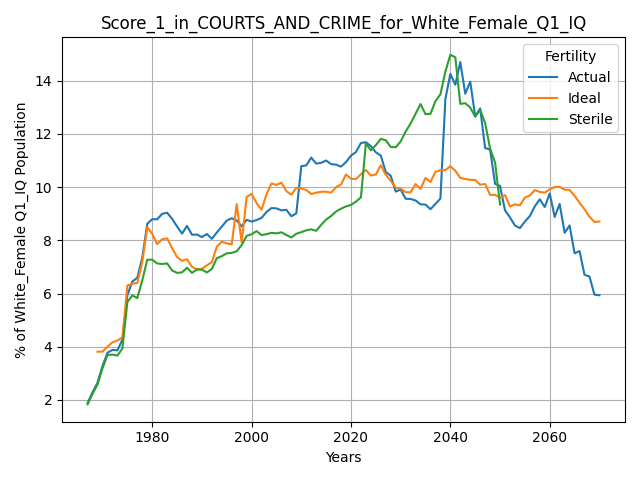 Score_1_in_COURTS_AND_CRIME_for_White_Female_Q1_IQ
% of White_Female Q1_IQ Population
14
12
10
8
6
4
2
Fertility
Actual
Ideal
Sterile
1980 2000 2020 2040 2060
Years